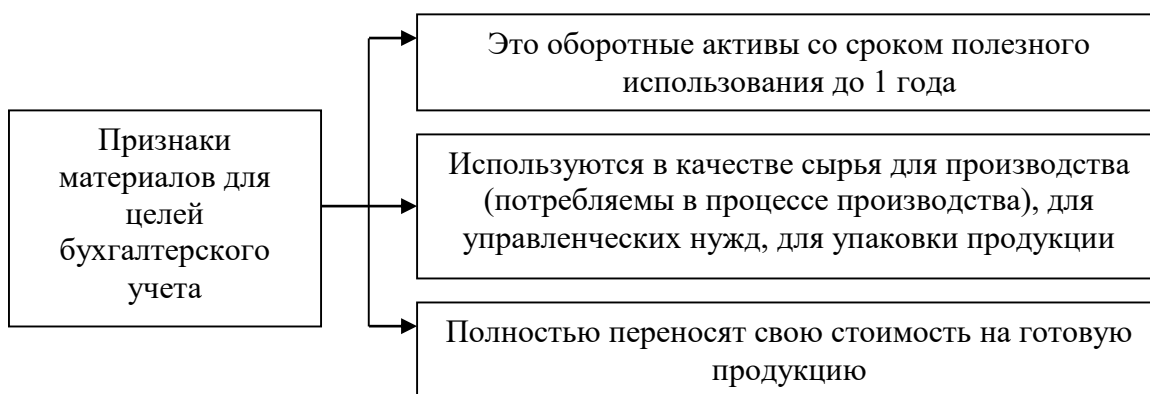 Признаки
материалов для
целей
бухгалтерского
учета
Это оборотные активы со сроком полезного
использования до 1 года
Используются в качестве сырья для производства
(потребляемы в процессе производства), для
управленческих нужд, для упаковки продукции
Полностью переносят свою стоимость на готовую
продукцию